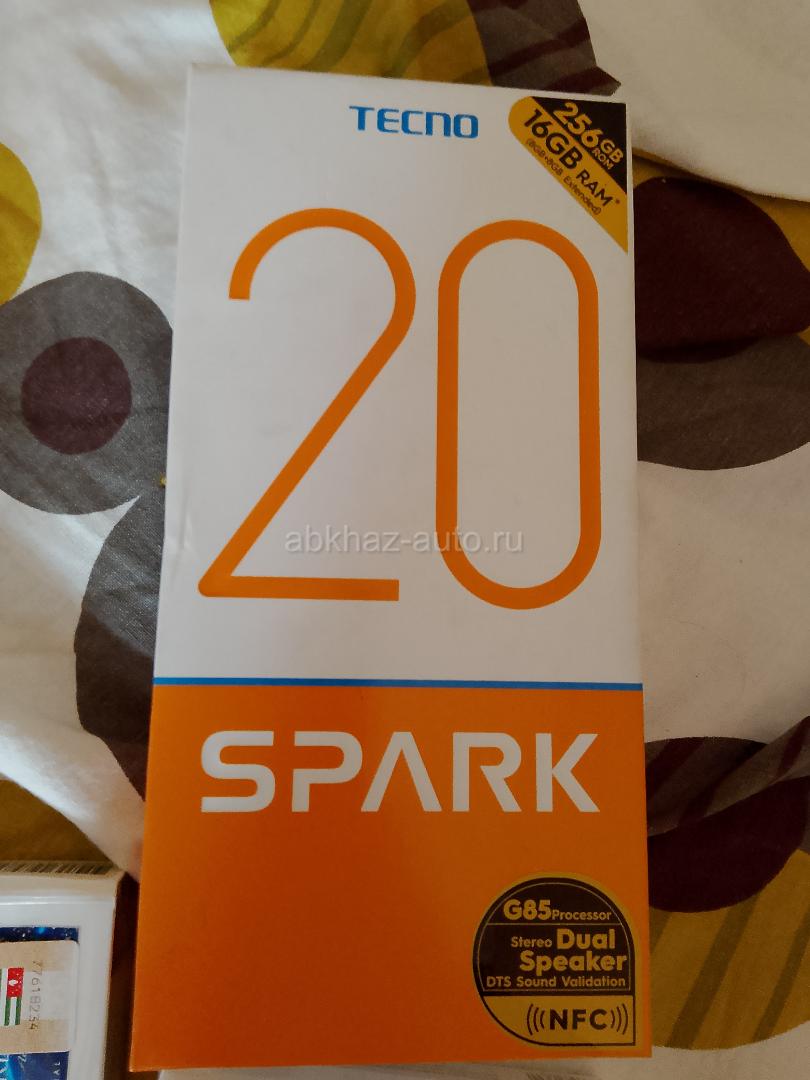 TECNO
256GB ROM
16GB RAM*
(8GB+8GB Extended)
20
abkhaz-auto.ru
SPARK
G85 Processor
Stereo Dual
Speaker
DTS Sound Validation
NFC
77618234